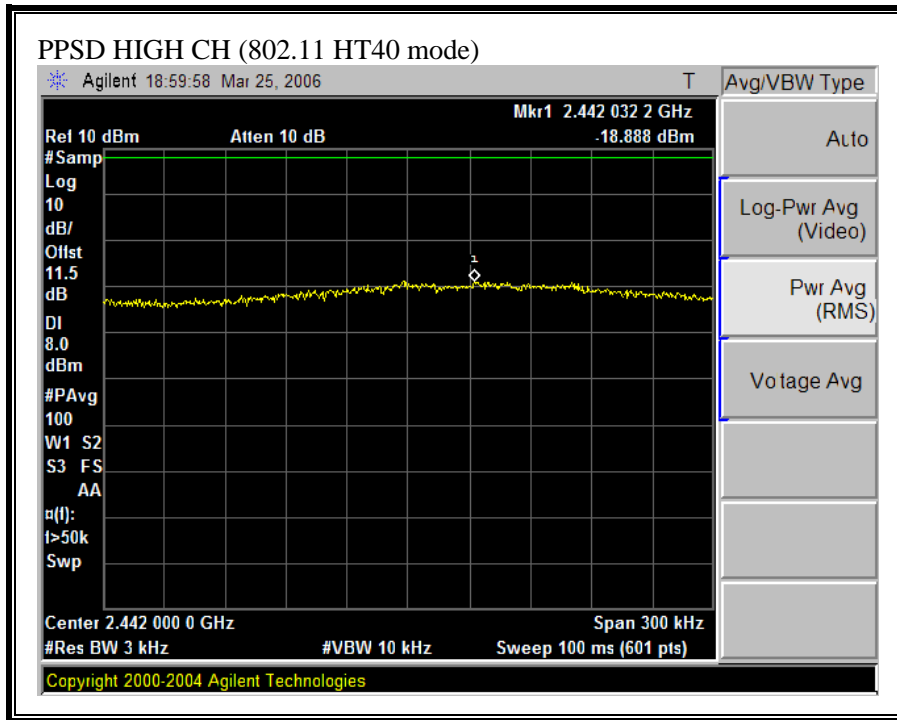 PPSD HIGH CH (802.11 HT40 mode)
Agilent 18:59:58 Mar 25, 2006 T
Mkr1 2.442 032 2 GHz
Ref 10 dBm Atten 10 dB -18.888 dBm
#Samp
Log
10
dB/
Offst
11.5
dB
DI
8.0
dBm
#PAvg
100
W1 S2
S3 FS
AA
¤(f):
f>50k
Swp
1
Center 2.442 000 0 GHz Span 300 kHz
#Res BW 3 kHz #VBW 10 kHz Sweep 100 ms (601 pts)
Copyright 2000-2004 Agilent Technologies
Avg/VBW Type
Auto
Log-Pwr Avg
(Video)
Pwr Avg
(RMS)
Voltage Avg